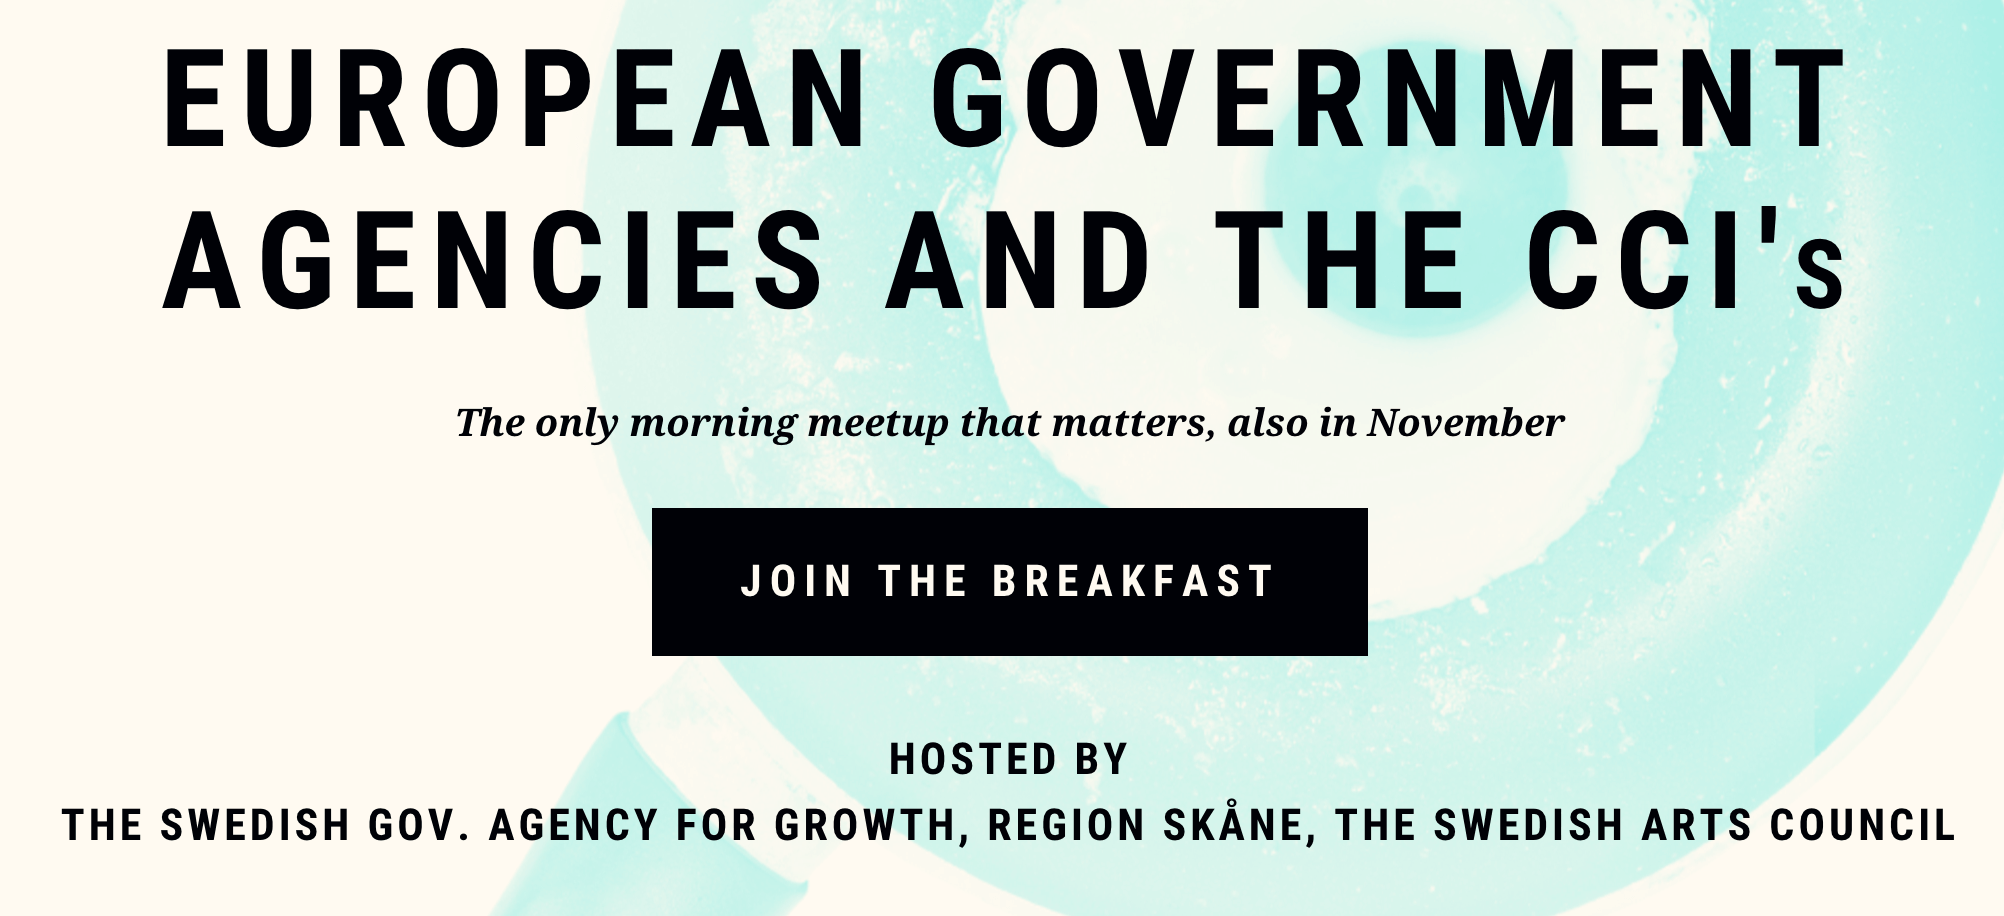 EUROPEAN GOVERNMENT
AGENCIES AND THE CCI's
The only morning meetup that matters, also in November
JOIN THE BREAKFAST
HOSTED BY
THE SWEDISH GOV. AGENCY FOR GROWTH, REGION SKÅNE, THE SWEDISH ARTS COUNCIL